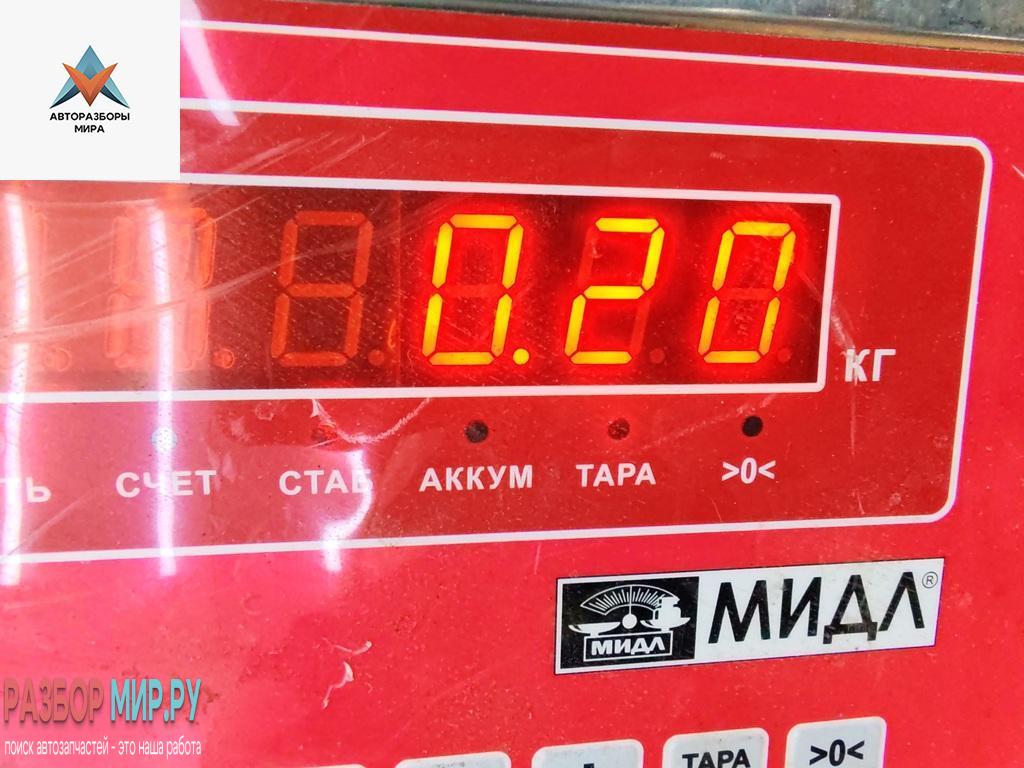 АВТОРАЗБОРЫ
МИРА
0.20
КГ
ТЬ СЧЕТ СТАБ АККУМ ТАРА >0<
МИДЛ МИДЛ®
РАЗБОР МИР.РУ
поиск автозапчастей - это наша работа
ТАРА >0<